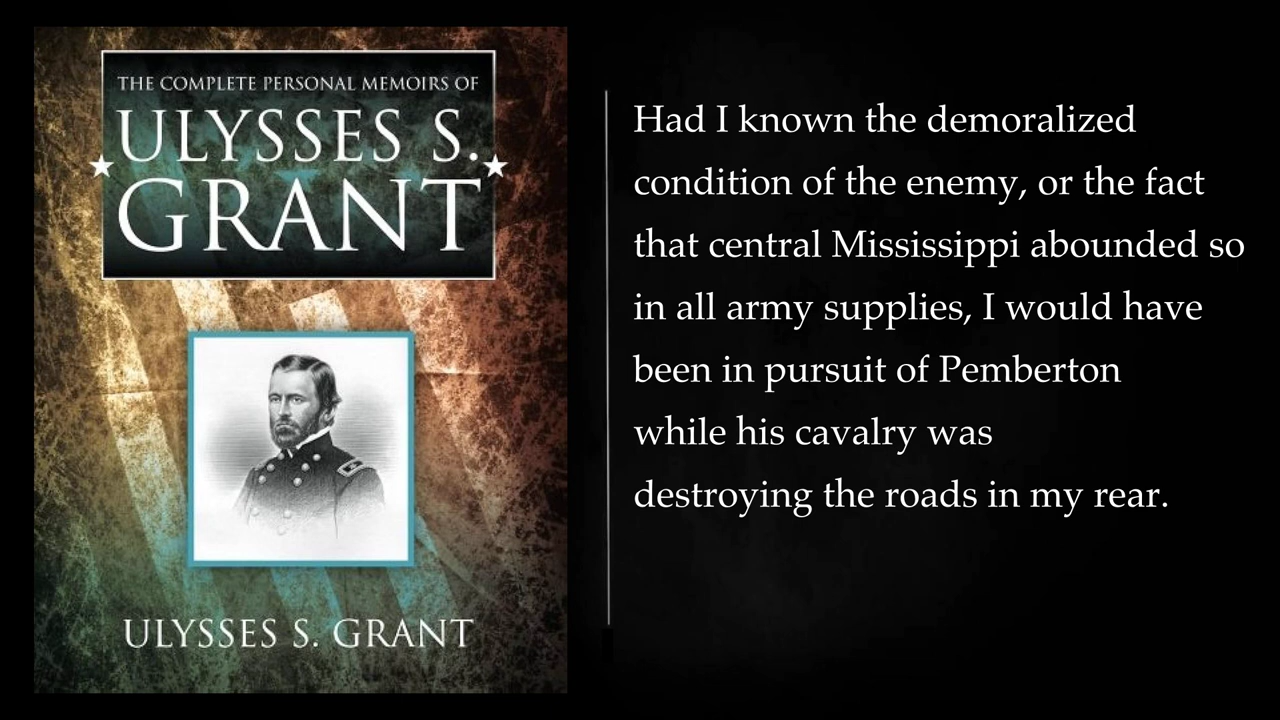 THE COMPLETE PERSONAL MEMOIRS OF
ULYSSES S.
GRANT
ULYSSES S. GRANT
Had I known the demoralized
condition of the enemy, or the fact
that central Mississippi abounded so
in all army supplies, I would have
been in pursuit of Pemberton
while his cavalry was
destroying the roads in my rear.